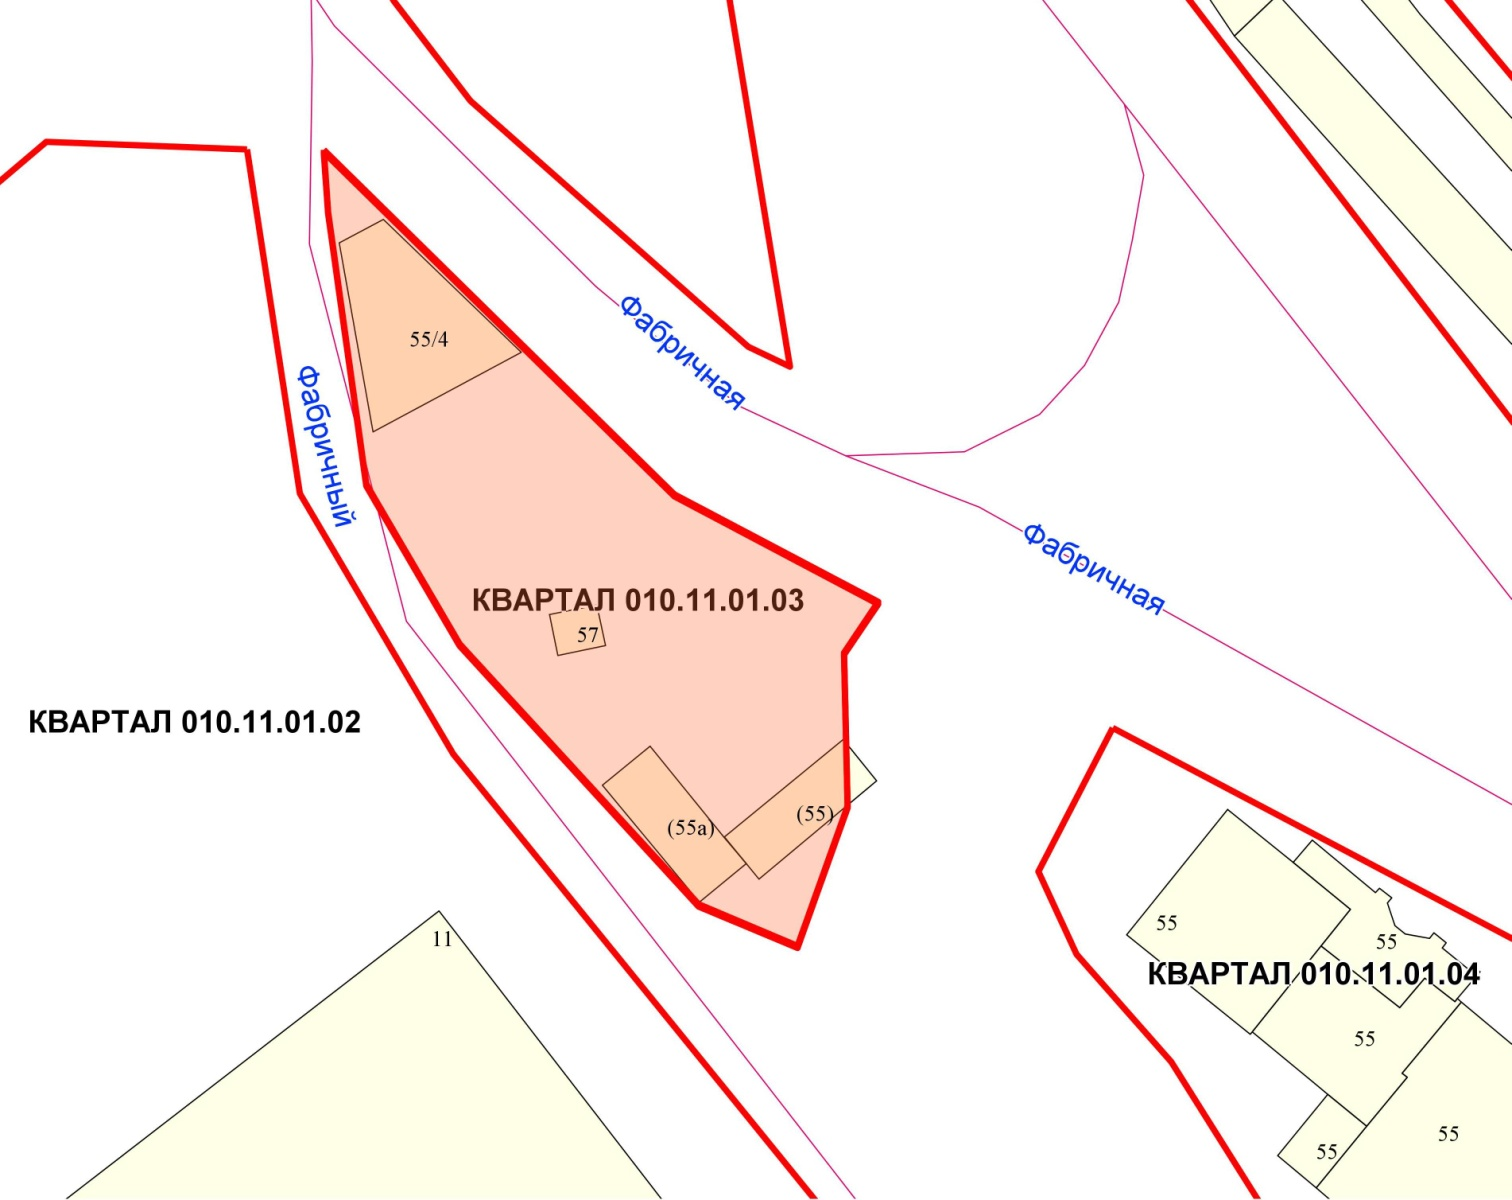 55/4
Фабричная
Фабричный
Фабричная
КВАРТАЛ 010.11.01.03
57
КВАРТАЛ 010.11.01.02
(55)
(55а)
11
55
55
КВАРТАЛ 010.11.01.04
55
55
55